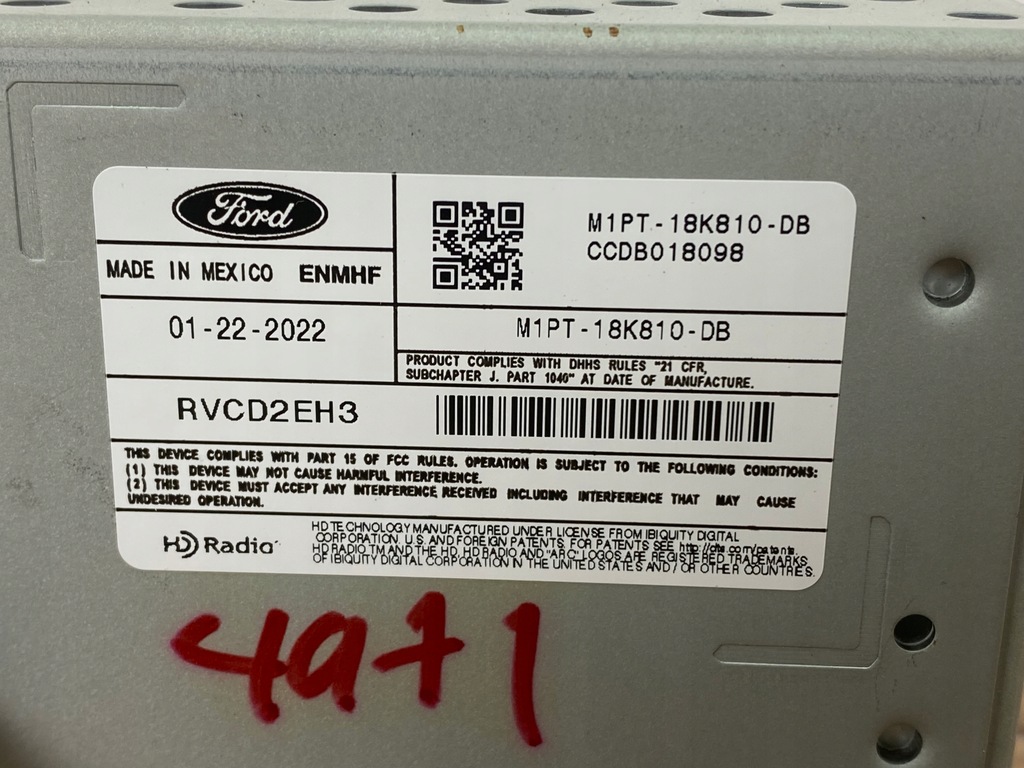 Ford
M1PT-18K810-DB
CCDB018098
MADE IN MEXICO ENMHF
01-22-2022
M1PT-18K810-DB
PRODUCT COMPLIES WITH DHHS RULES "21 CFR,
SUBCHAPTER J. PART 1040" AT DATE OF MANUFACTURE.
RVCD2EH3
THIS DEVICE COMPLIES WITH PART 15 OF FCC RULES. OPERATION IS SUBJECT TO THE FOLLOWING CONDITIONS:
(1) THIS DEVICE MAY NOT CAUSE HARMFUL INTERFERENCE.
(2) THIS DEVICE MUST ACCEPT ANY INTERFERENCE RECEIVED INCLUDING INTERFERENCE THAT MAY CAUSE
UNDESIRED OPERATION.
HD Radio
HD TECHNOLOGY MANUFACTURED UNDER LICENSE FROM IBIQUITY DIGITAL
CORPORATION. U.S. AND FOREIGN PATENTS. FOR PATENTS SEE http://dts.com/patents.
HD RADIO TM AND THE HD, HD RADIO AND "ARC" LOGOS ARE REGISTERED TRADEMARKS
OF IBIQUITY DIGITAL CORPORATION IN THE UNITED STATES AND / OR OTHER COUNTRIES.